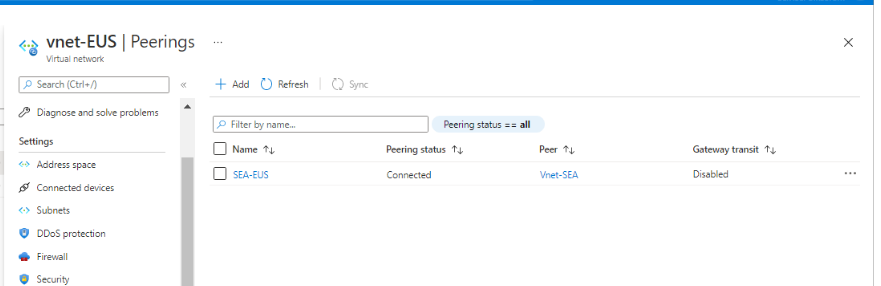 vnet-EUS | Peerings ...
Virtual network
Search (Ctrl+/)
Diagnose and solve problems
Settings
Address space
Connected devices
Subnets
DDoS protection
Firewall
Security
Add Refresh Sync
Filter by name...
Peering status == all
Name ↑↓ Peering status ↑↓ Peer ↑↓ Gateway transit ↑↓
SEA-EUS Connected Vnet-SEA Disabled ...